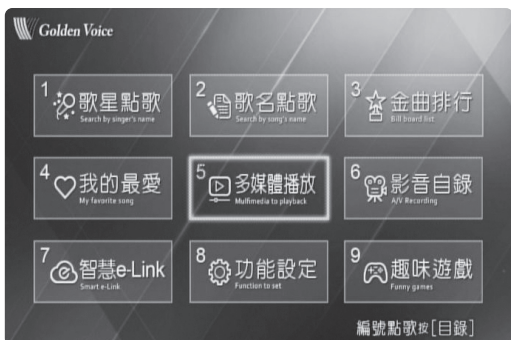 Golden Voice
1 歌星點歌
Search by singer's name
2 歌名點歌
Search by song's name
3 金曲排行
Bill board list
4 我的最愛
My favorite song
5 多媒體播放
Multimedia to playback
6 影音自錄
A/V Recording
7 智慧e-Link
Smart e-Link
8 功能設定
Function to set
9 趣味遊戲
Funny games
編號點歌按[目錄]